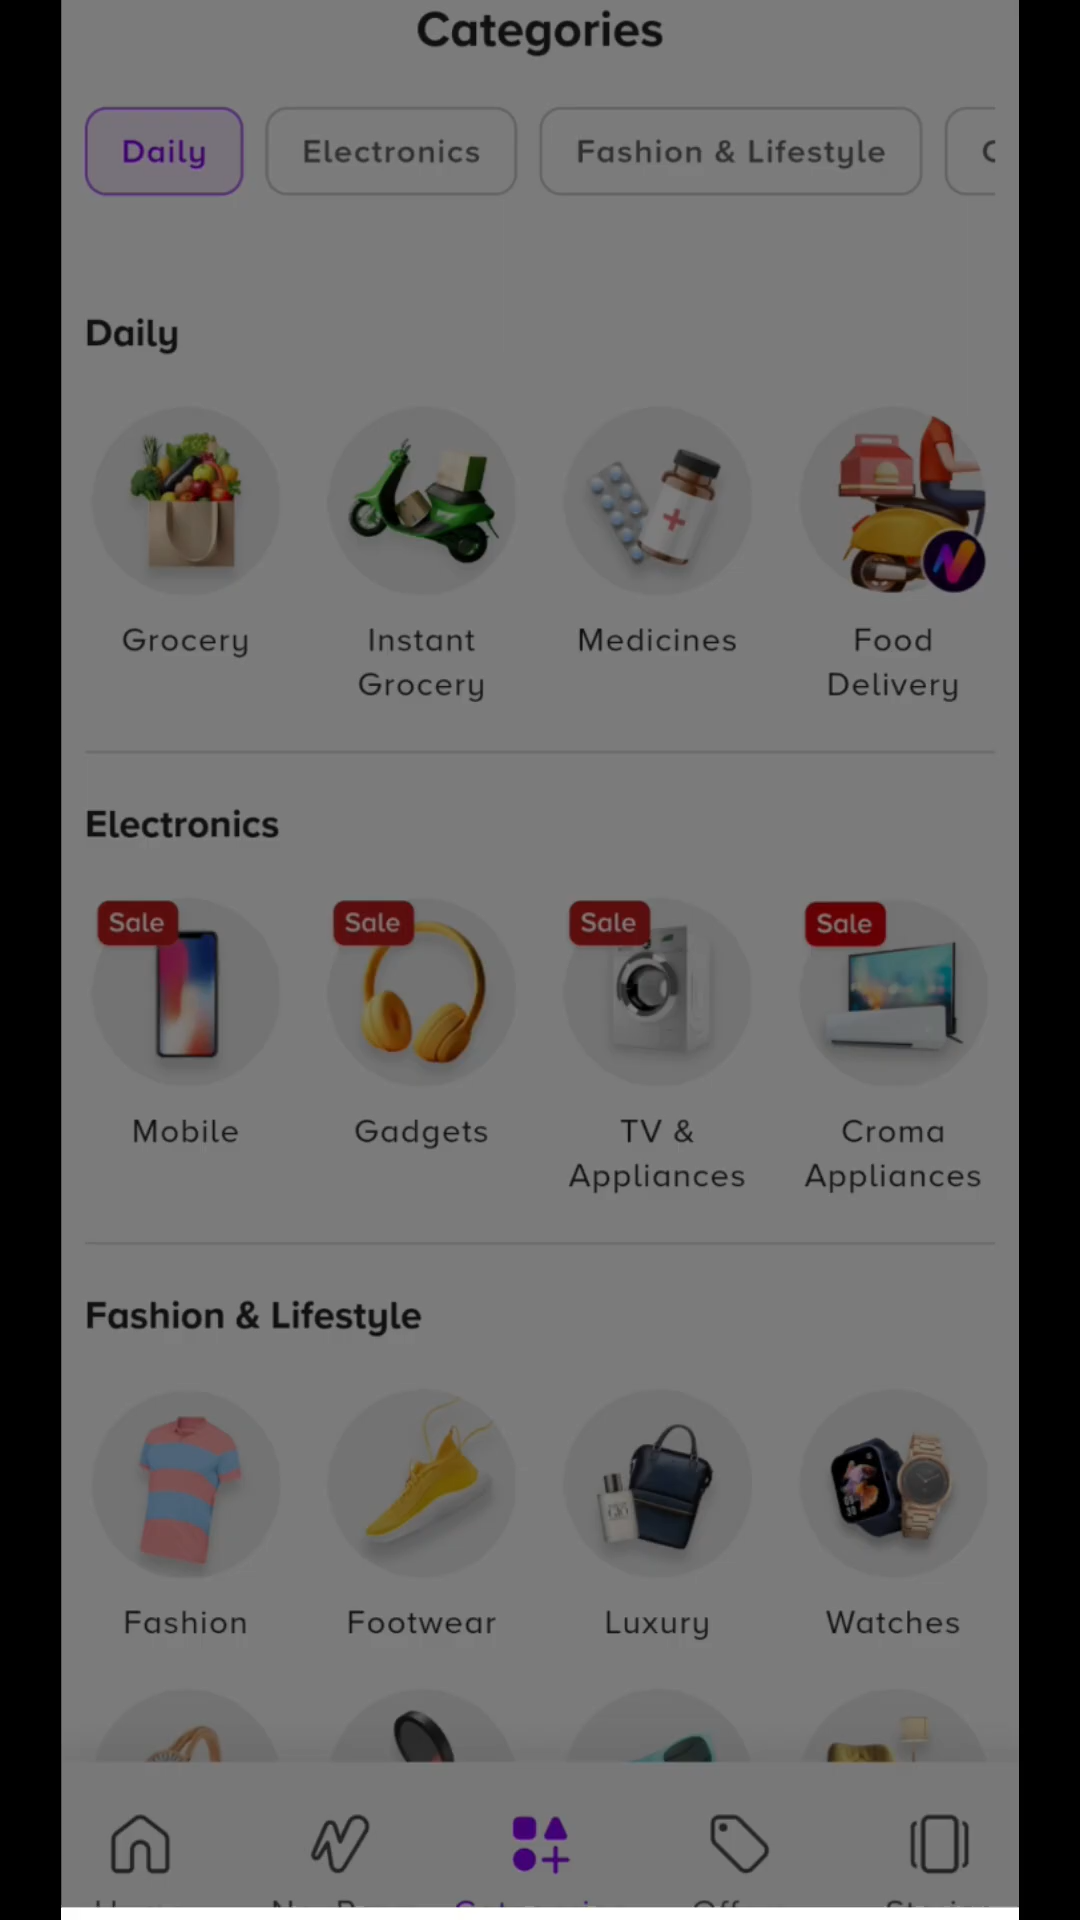 Categories
Daily
Electronics
Fashion & Lifestyle
Daily
Grocery
Instant
Grocery
Medicines
Food
Delivery
Electronics
Sale
Sale
Sale
Sale
Mobile
Gadgets
TV &
Appliances
Croma
Appliances
Fashion & Lifestyle
Fashion
Footwear
Luxury
Watches